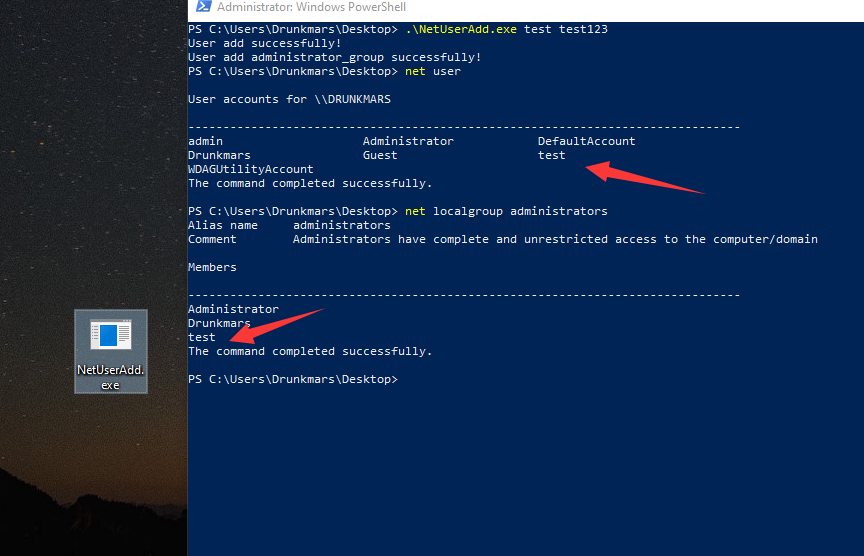 Administrator: Windows PowerShell
PS C:\Users\Drunkmars\Desktop> .\NetUserAdd.exe test test123
User add successfully!
User add administrator_group successfully!
PS C:\Users\Drunkmars\Desktop> net user
User accounts for \\DRUNKMARS
-------------------------------------------------------------------------------
admin Administrator DefaultAccount
Drunkmars Guest test
WDAGUtilityAccount
The command completed successfully.
PS C:\Users\Drunkmars\Desktop> net localgroup administrators
Alias name administrators
Comment Administrators have complete and unrestricted access to the computer/domain
Members
-------------------------------------------------------------------------------
Administrator
Drunkmars
test
The command completed successfully.
PS C:\Users\Drunkmars\Desktop>
NetUserAdd.
exe